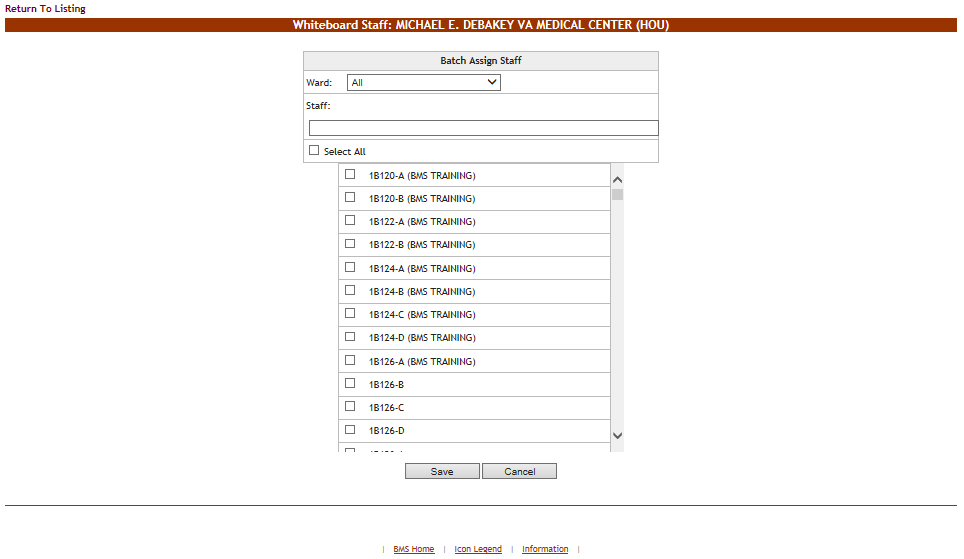 Return To Listing
Whiteboard Staff: MICHAEL E. DEBAKEY VA MEDICAL CENTER (HOU)
Batch Assign Staff
Ward: All
Staff:
Select All
1B120-A (BMS TRAINING)
1B120-B (BMS TRAINING)
1B122-A (BMS TRAINING)
1B122-B (BMS TRAINING)
1B124-A (BMS TRAINING)
1B124-B (BMS TRAINING)
1B124-C (BMS TRAINING)
1B124-D (BMS TRAINING)
1B126-A (BMS TRAINING)
1B126-B
1B126-C
1B126-D
Save Cancel
| BMS Home | Icon Legend | Information |